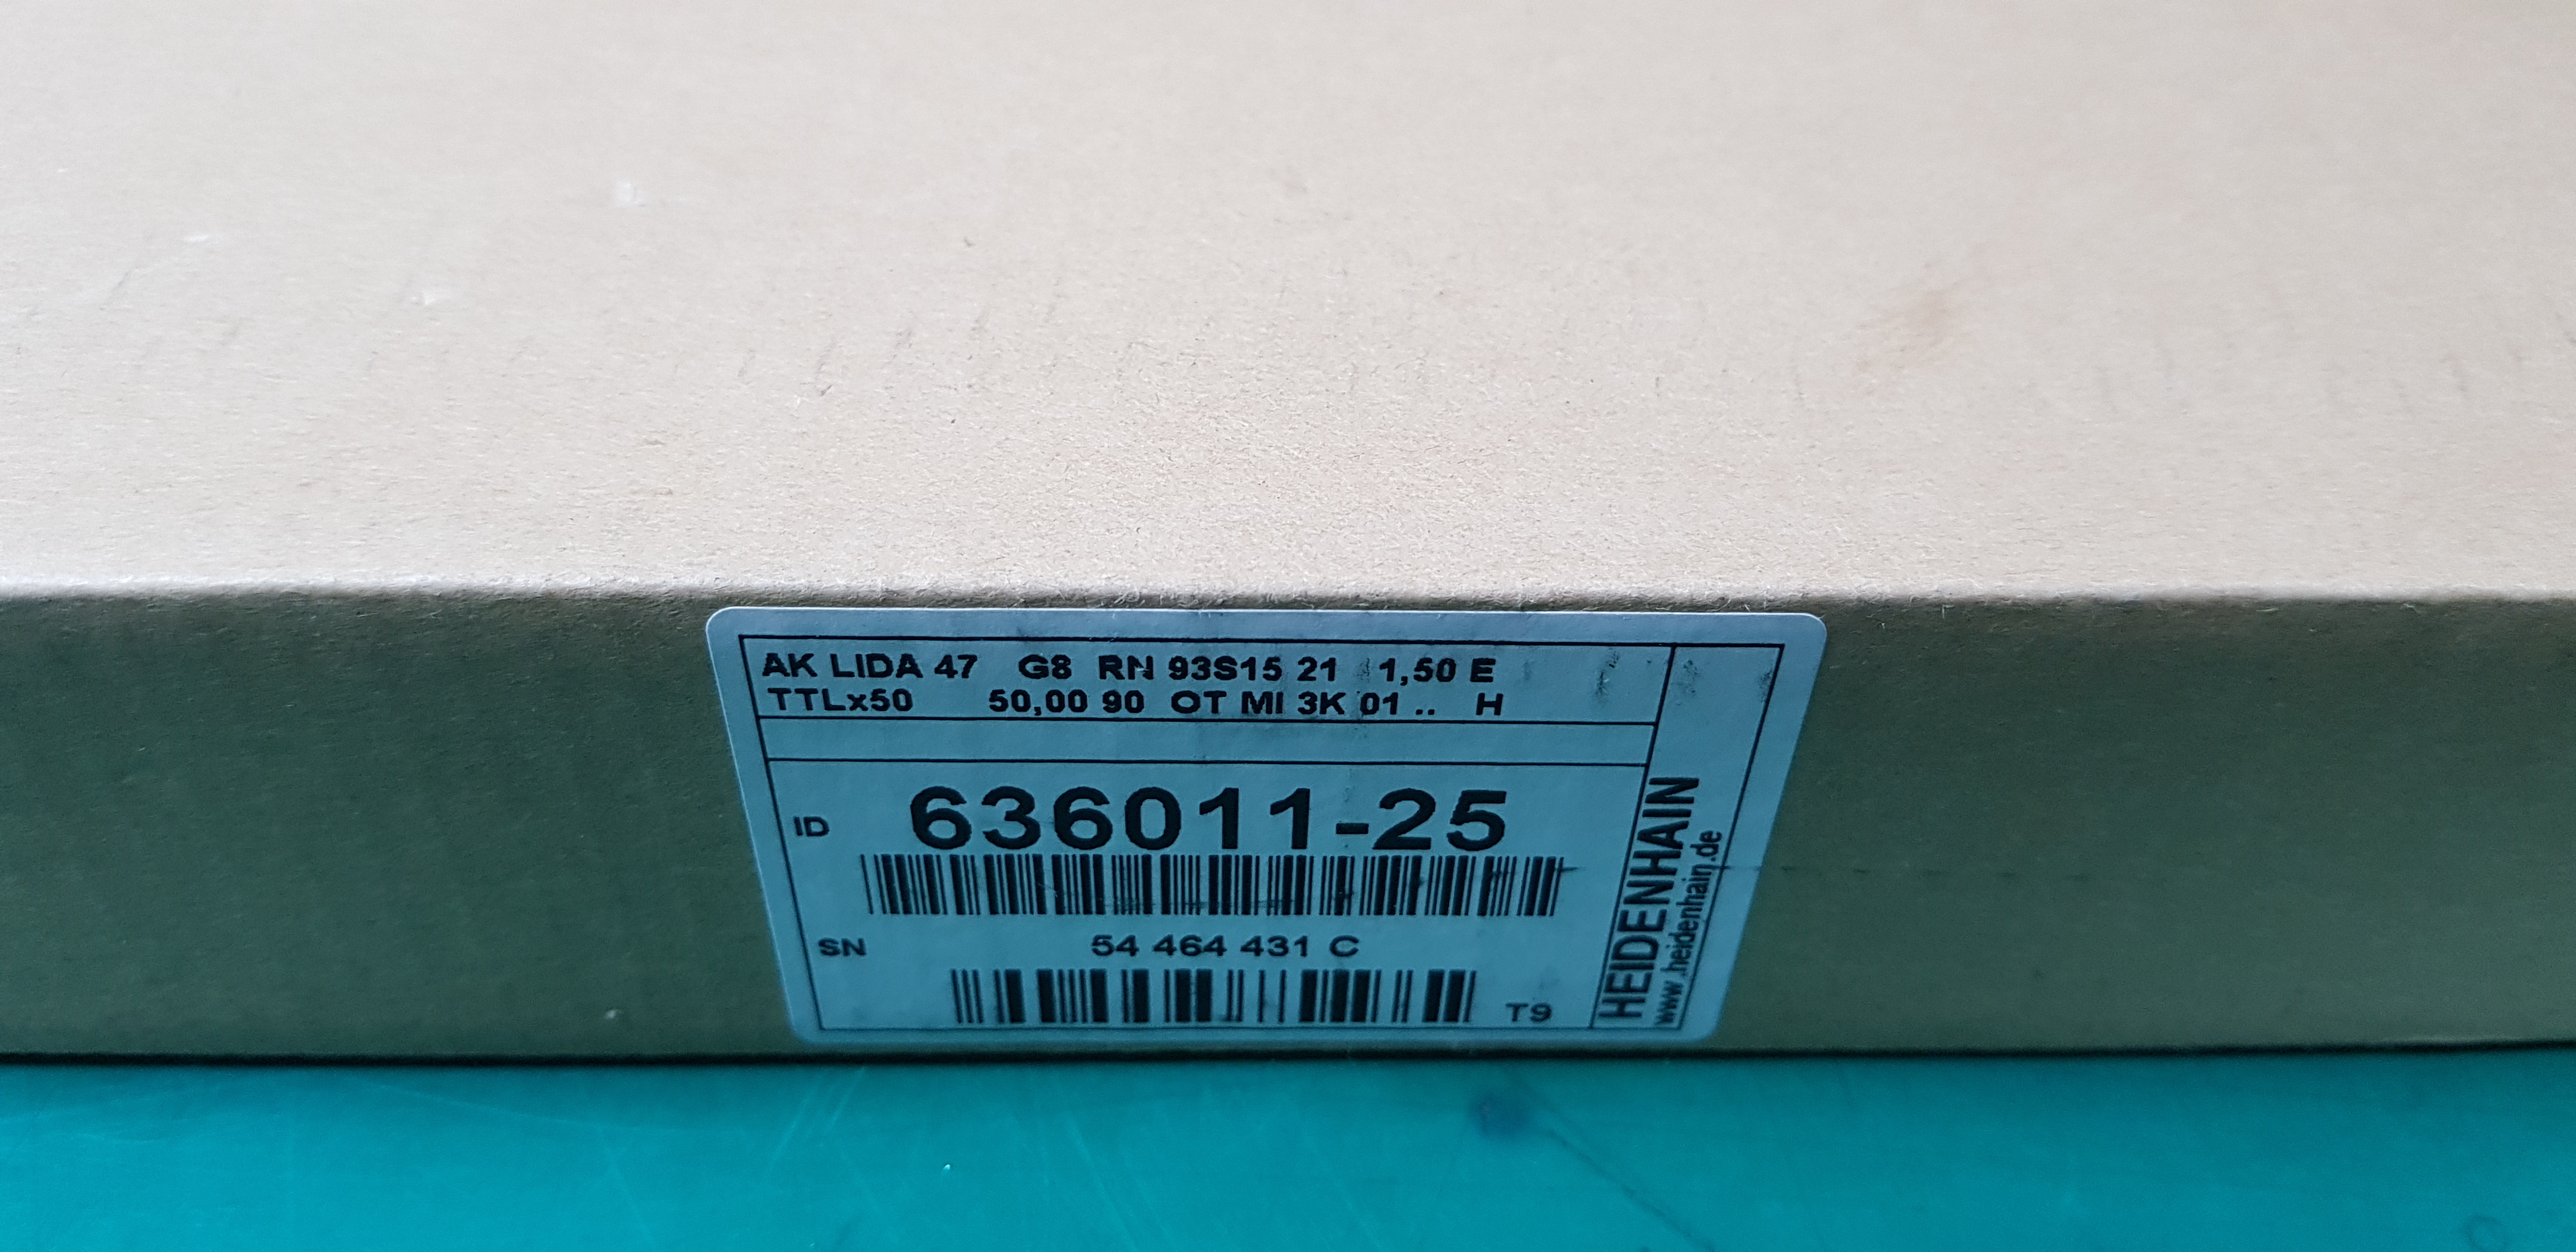 AK LIDA 47 G8 RN 93S15 21 1,50 E
TTLx50 50,00 90 OT MI 3K 01 .. H
ID 636011-25
SN 54 464 431 C
T9
HEIDENHAIN
www.heidenhain.de